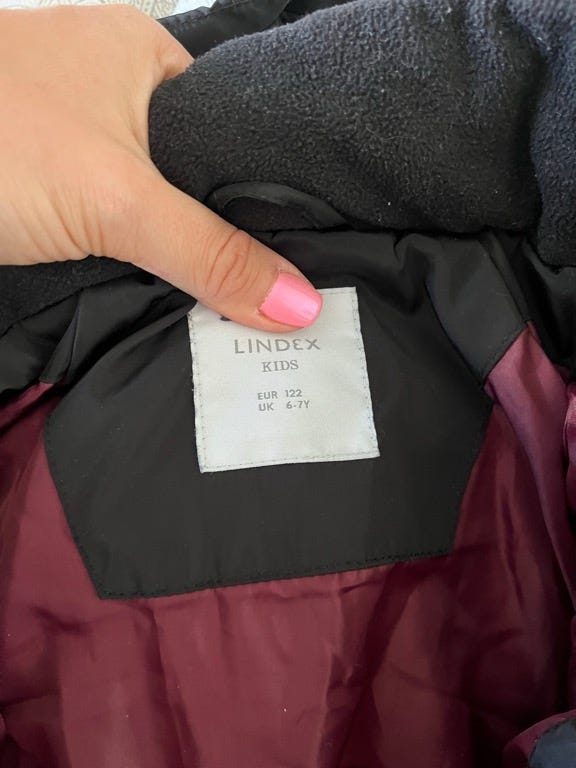 LINDEX
KIDS
EUR 122
UK 6-7Y